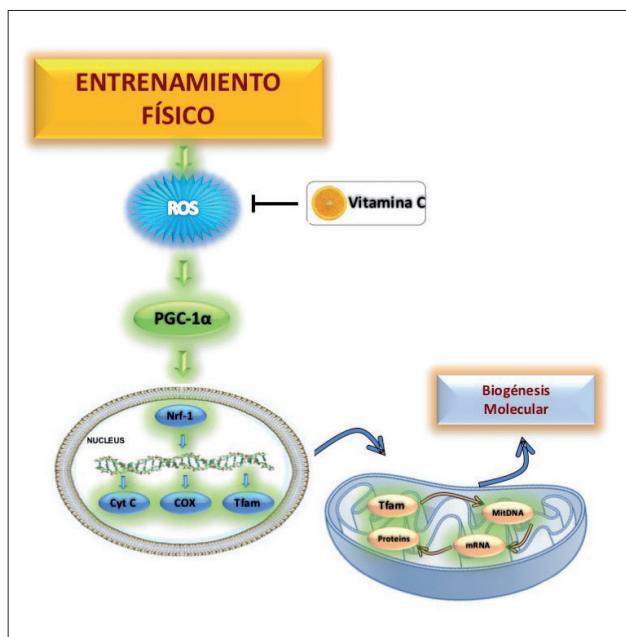 ENTRENAMIENTO
FÍSICO
ROS
Vitamina C
PGC-1α
Nrf-1
NUCLEUS
Cyt C
COX
Tfam
Biogénesis
Molecular
Tfam
MitDNA
Proteins
mRNA